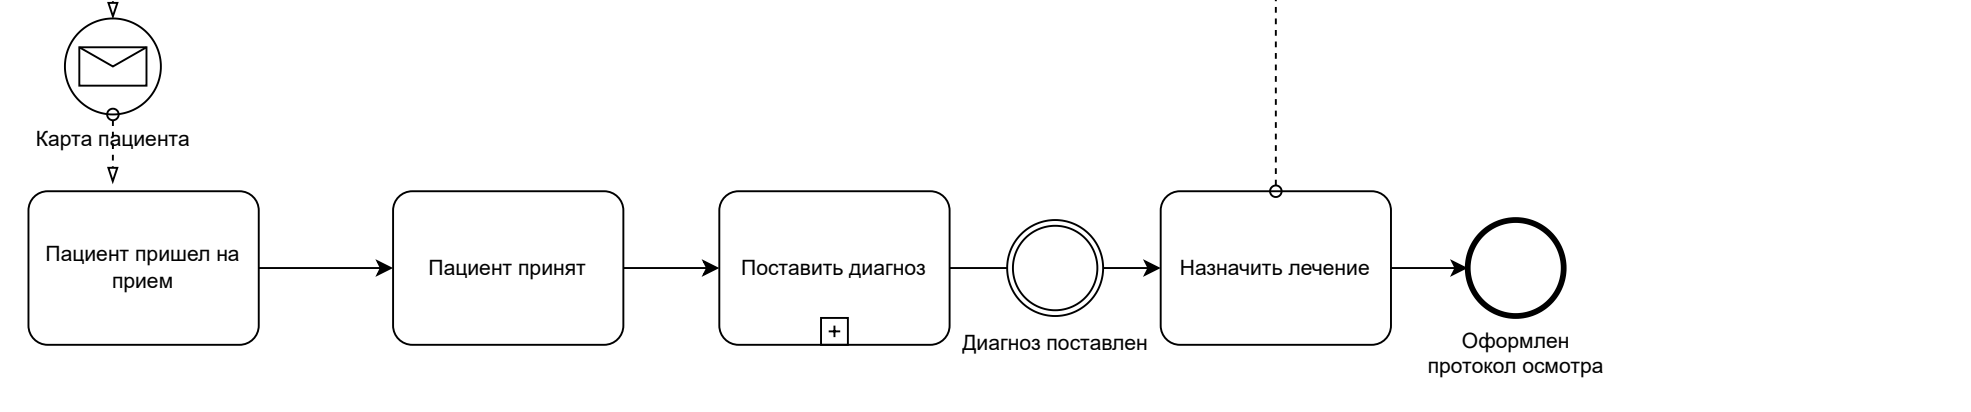 Карта пациента
Пациент пришел на
прием
Пациент принят
Поставить диагноз
+
Диагноз поставлен
Назначить лечение
Оформлен
протокол осмотра